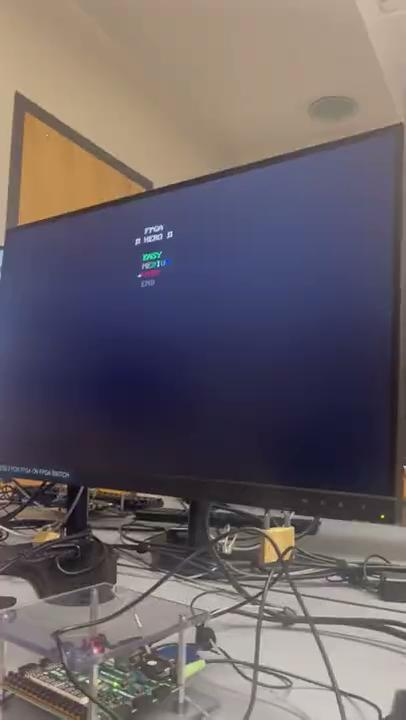 FPGA
♫ HERO ♫
EASY
MEDIUM
HARD
END